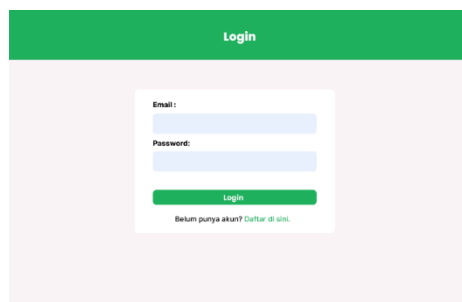 Login
Email :
Password:
Login
Belum punya akun? Daftar di sini.